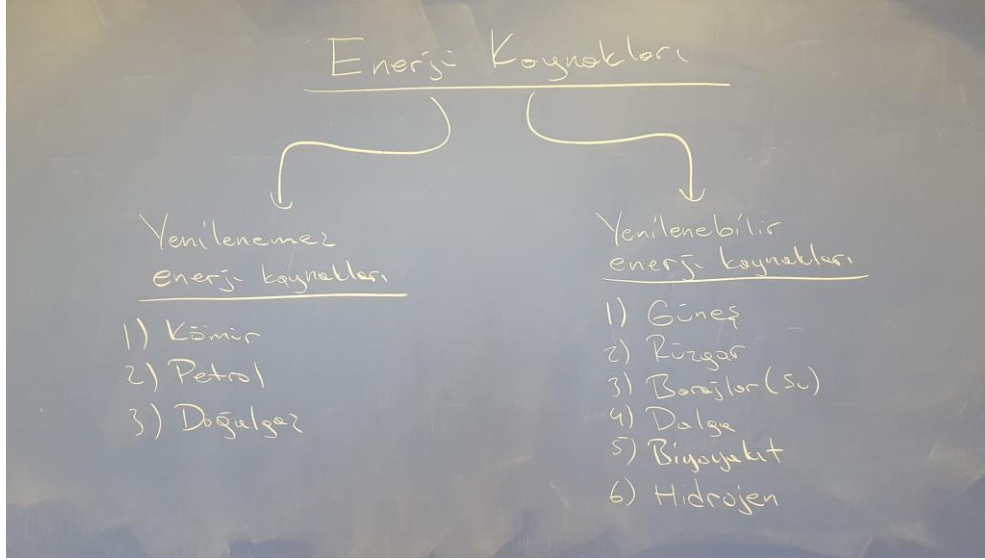 Enerji Kaynakları
Yenilenemez
enerji kaynakları
1) Kömür
2) Petrol
3) Doğalgaz
Yenilenebilir
enerji kaynakları
1) Güneş
2) Rüzgar
3) Barajlar (su)
4) Dalga
5) Biyoyakıt
6) Hidrojen